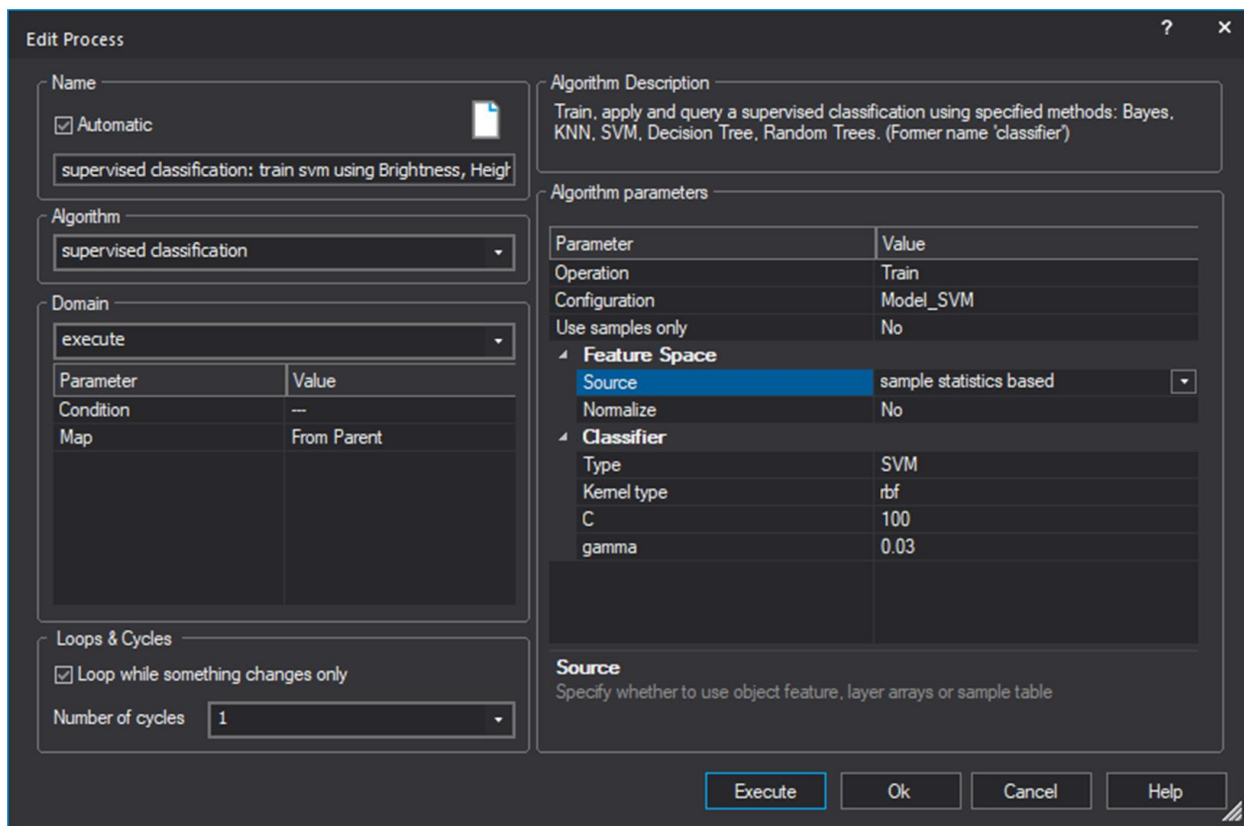 Edit Process
?
×
Name
Automatic
supervised classification: train svm using Brightness, Heigh
Algorithm
supervised classification
Domain
execute
Parameter Value
Condition ---
Map From Parent
Loops & Cycles
Loop while something changes only
Number of cycles 1
Algorithm Description
Train, apply and query a supervised classification using specified methods: Bayes,
KNN, SVM, Decision Tree, Random Trees. (Former name 'classifier')
Algorithm parameters
Parameter Value
Operation Train
Configuration Model_SVM
Use samples only No
Feature Space
Source sample statistics based
Normalize No
Classifier
Type SVM
Kernel type rbf
C 100
gamma 0.03
Source
Specify whether to use object feature, layer arrays or sample table
Execute Ok Cancel Help